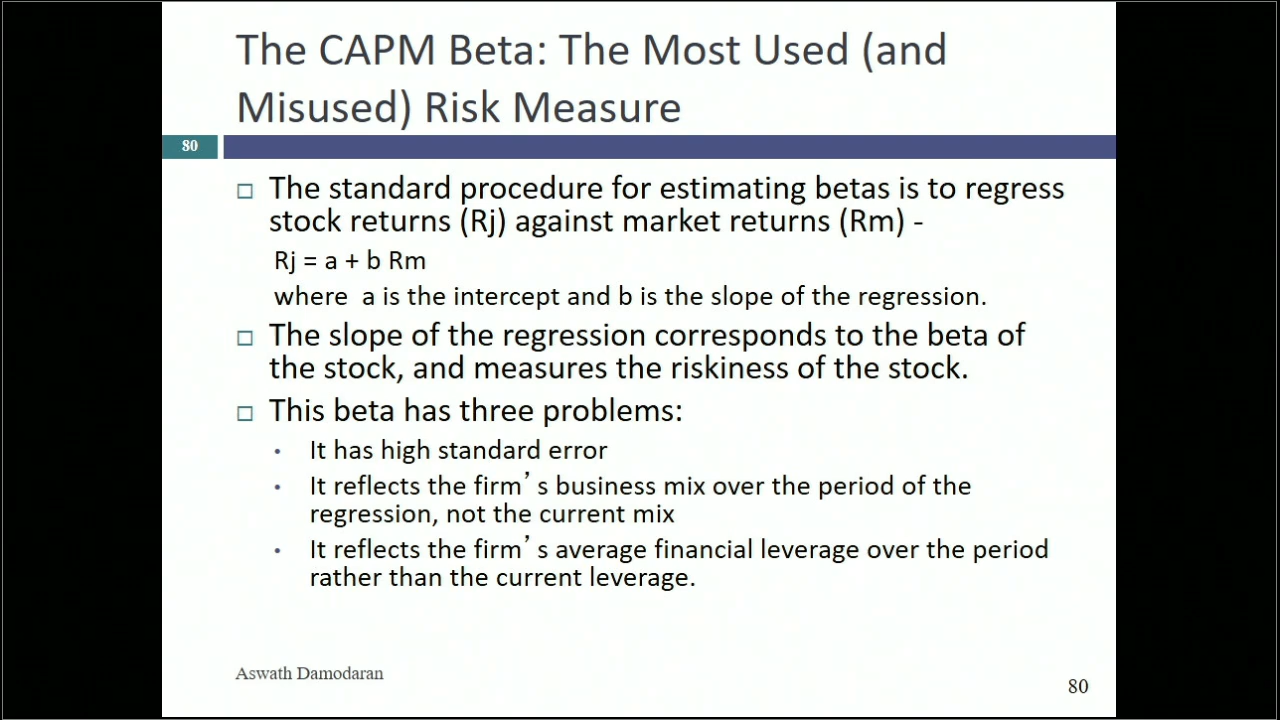 The CAPM Beta: The Most Used (and
Misused) Risk Measure
80
The standard procedure for estimating betas is to regress
stock returns (Rj) against market returns (Rm) -
Rj = a + b Rm
where  a is the intercept and b is the slope of the regression.
The slope of the regression corresponds to the beta of
the stock, and measures the riskiness of the stock.
This beta has three problems:
• It has high standard error
• It reflects the firm’s business mix over the period of the
regression, not the current mix
• It reflects the firm’s average financial leverage over the period
rather than the current leverage.
Aswath Damodaran
80